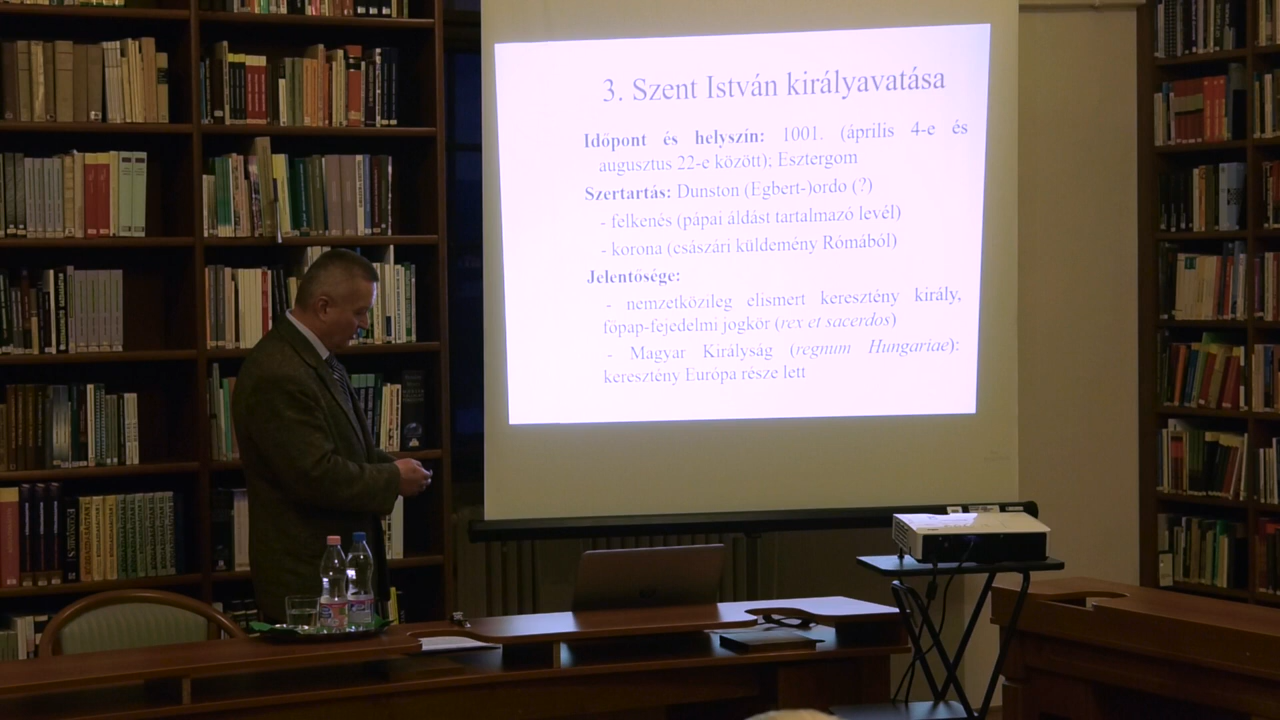 3. Szent István királyavatása
Időpont és helyszín: 1001. (április 4-e és
augusztus 22-e között); Esztergom
Szertartás: Dunston (Egbert-)ordo (?)
- felkenés (pápai áldást tartalmazó levél)
- korona (császári küldemény Rómából)
Jelentősége:
- nemzetközileg elismert keresztény király,
főpap-fejedelmi jogkör (rex et sacerdos)
- Magyar Királyság (regnum Hungariae):
keresztény Európa része lett